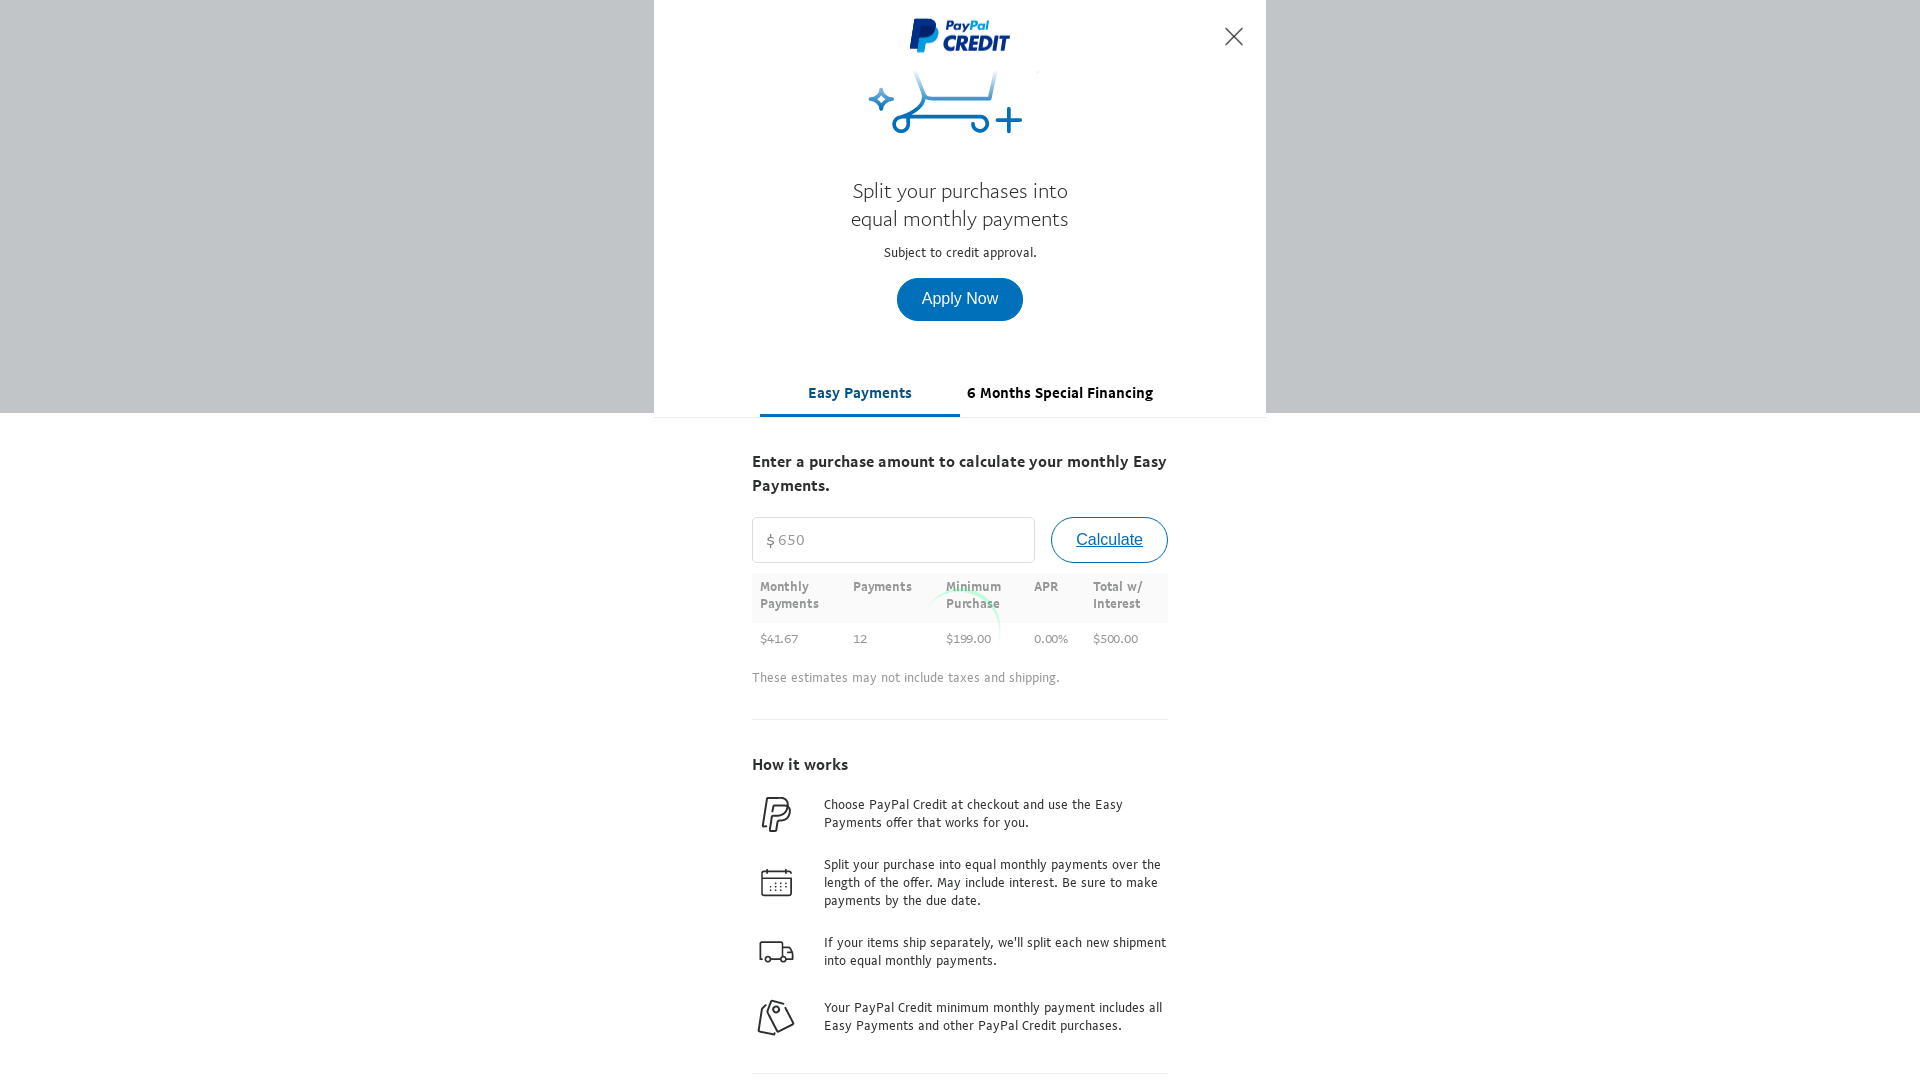 PayPal
CREDIT
Split your purchases into
equal monthly payments
Subject to credit approval.
Apply Now
Easy Payments 6 Months Special Financing
Enter a purchase amount to calculate your monthly Easy
Payments.
$ 650 Calculate
Monthly Payments Minimum APR Total w/
Payments Purchase Interest
$41.67 12 $199.00 0.00% $500.00
These estimates may not include taxes and shipping.
How it works
Choose PayPal Credit at checkout and use the Easy
Payments offer that works for you.
Split your purchase into equal monthly payments over the
length of the offer. May include interest. Be sure to make
payments by the due date.
If your items ship separately, we'll split each new shipment
into equal monthly payments.
Your PayPal Credit minimum monthly payment includes all
Easy Payments and other PayPal Credit purchases.